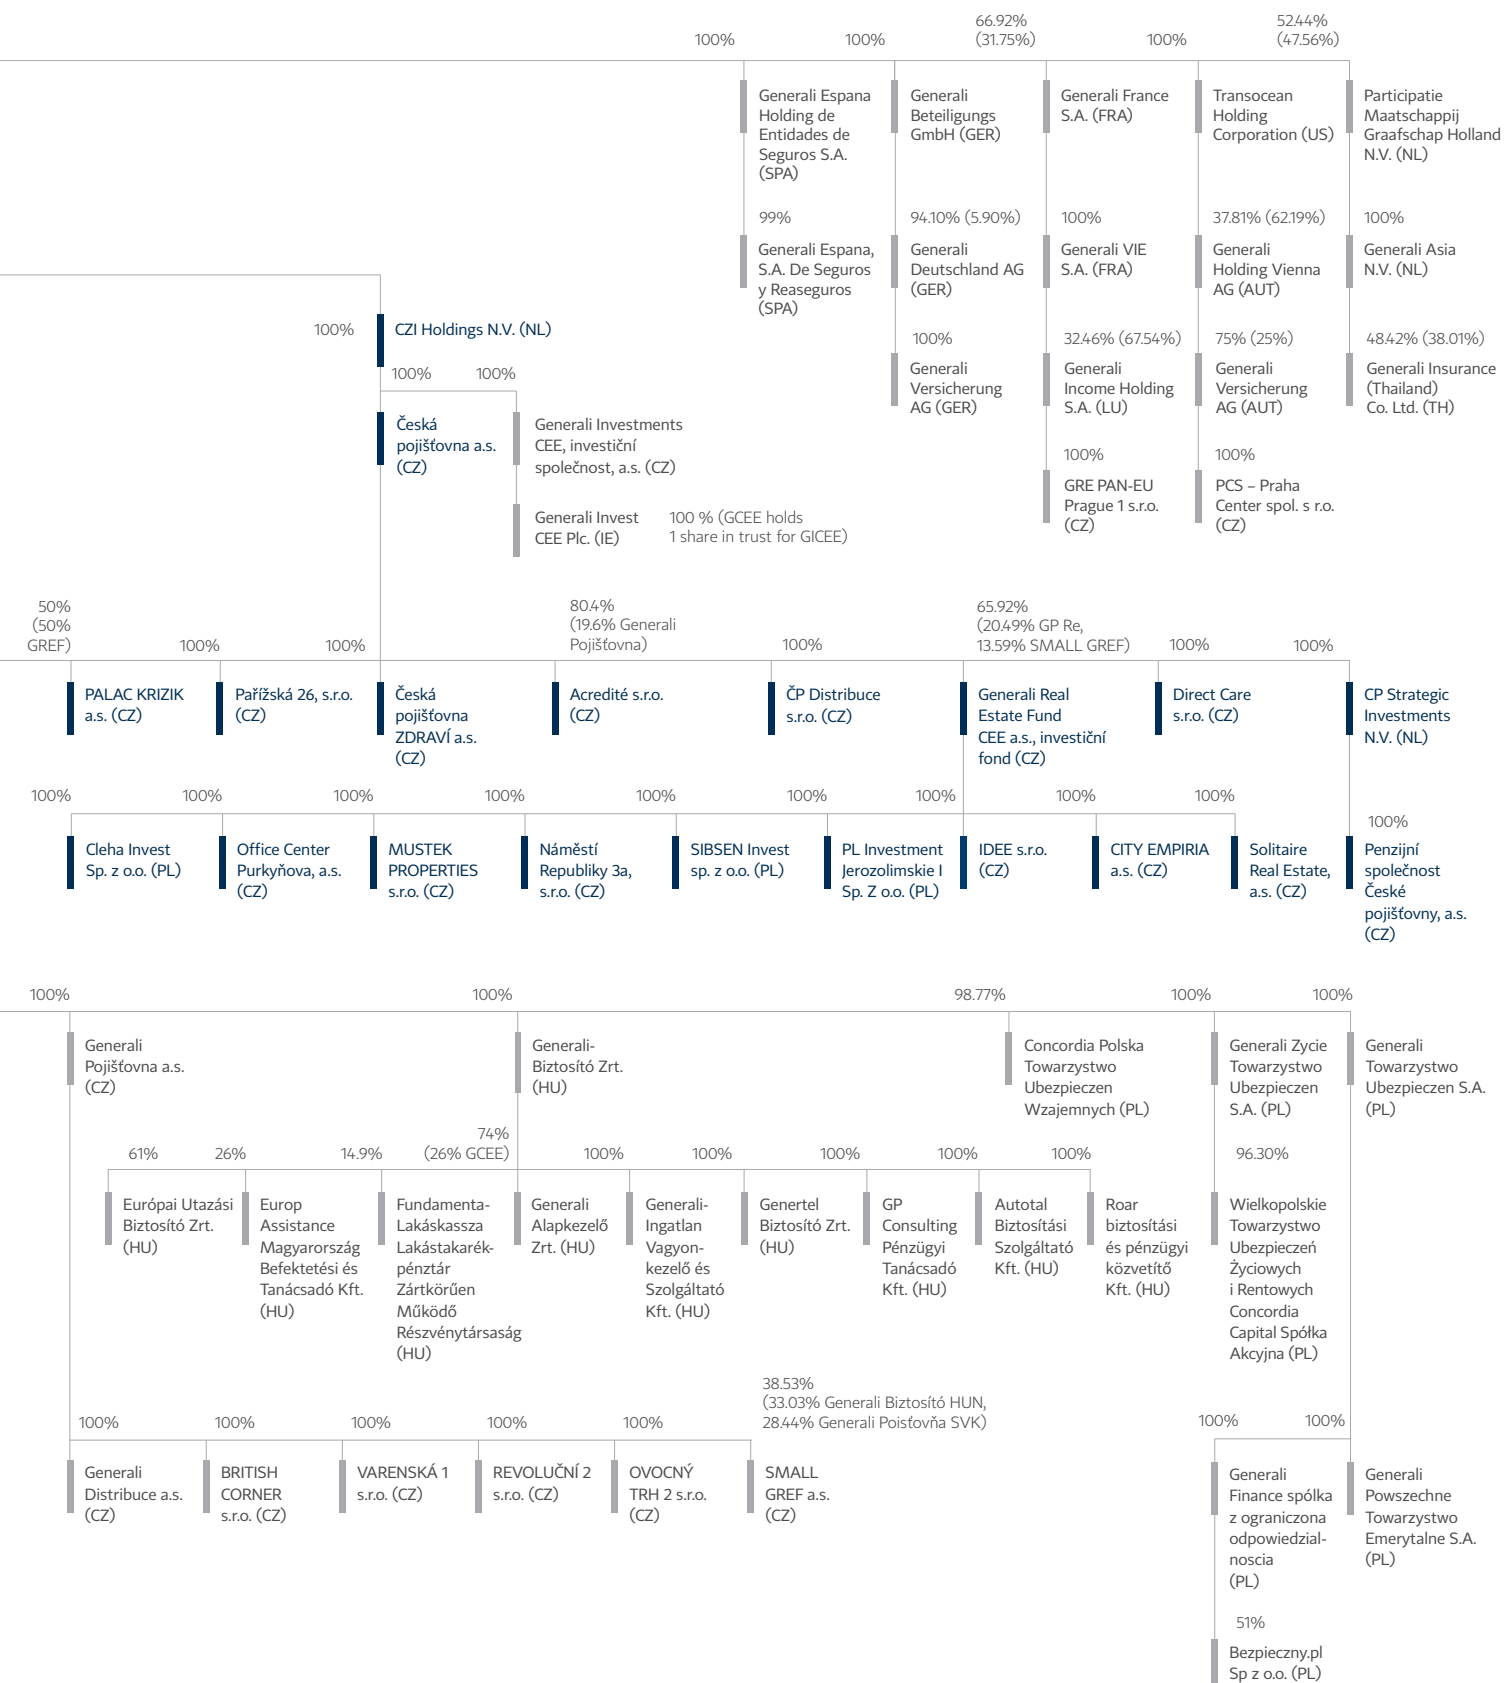 100%
100%
66.92%
(31.75%)
100%
52.44%
(47.56%)
Generali Espana
Holding de
Entidades de
Seguros S.A.
(SPA)
Generali
Beteiligungs
GmbH (GER)
Generali France
S.A. (FRA)
Transocean
Holding
Corporation (US)
Participatie
Maatschappij
Graafschap Holland
N.V. (NL)
99%
94.10% (5.90%)
100%
37.81% (62.19%)
100%
Generali Espana,
S.A. De Seguros
y Reaseguros
(SPA)
Generali
Deutschland AG
(GER)
Generali VIE
S.A. (FRA)
Generali
Holding Vienna
AG (AUT)
Generali Asia
N.V. (NL)
100%
CZI Holdings N.V. (NL)
100%
32.46% (67.54%)
75% (25%)
48.42% (38.01%)
Generali
Versicherung
AG (GER)
Generali
Income Holding
S.A. (LU)
Generali
Versicherung
AG (AUT)
Generali Insurance
(Thailand)
Co. Ltd. (TH)
100%
100%
Česká
pojišťovna a.s.
(CZ)
Generali Investments
CEE, investiční
společnost, a.s. (CZ)
100%
100%
GRE PAN-EU
Prague 1 s.r.o.
(CZ)
PCS – Praha
Center spol. s r.o.
(CZ)
Generali Invest
CEE Plc. (IE)
100 % (GCEE holds
1 share in trust for GICEE)
50%
(50%
GREF)
100%
100%
80.4%
(19.6% Generali
Pojišťovna)
100%
65.92%
(20.49% GP Re,
13.59% SMALL GREF)
100%
100%
PALAC KRIZIK
a.s. (CZ)
Pařížská 26, s.r.o.
(CZ)
Česká
pojišťovna
ZDRAVÍ a.s.
(CZ)
Acredité s.r.o.
(CZ)
ČP Distribuce
s.r.o. (CZ)
Generali Real
Estate Fund
CEE a.s., investiční
fond (CZ)
Direct Care
s.r.o. (CZ)
CP Strategic
Investments
N.V. (NL)
100%
100%
100%
100%
100%
100%
100%
100%
100%
100%
Cleha Invest
Sp. z o.o. (PL)
Office Center
Purkyňova, a.s.
(CZ)
MUSTEK
PROPERTIES
s.r.o. (CZ)
Náměstí
Republiky 3a,
s.r.o. (CZ)
SIBSEN Invest
sp. z o.o. (PL)
PL Investment
Jerozolimskie I
Sp. Z o.o. (PL)
IDEE s.r.o.
(CZ)
CITY EMPIRIA
a.s. (CZ)
Solitaire
Real Estate,
a.s. (CZ)
Penzijní
společnost
České
pojišťovny, a.s.
(CZ)
100%
100%
98.77%
100%
100%
Generali
Pojišťovna a.s.
(CZ)
Generali-
Biztosító Zrt.
(HU)
Concordia Polska
Towarzystwo
Ubezpieczen
Wzajemnych (PL)
Generali Zycie
Towarzystwo
Ubezpieczen
S.A. (PL)
Generali
Towarzystwo
Ubezpieczen S.A.
(PL)
61%
26%
14.9%
74%
(26% GCEE)
100%
100%
100%
100%
100%
96.30%
Európai Utazási
Biztosító Zrt.
(HU)
Europ
Assistance
Magyarország
Befektetési és
Tanácsadó Kft.
(HU)
Fundamenta-
Lakáskassza
Lakástakarék-
pénztár
Zártkörűen
Működő
Részvénytársaság
(HU)
Generali
Alapkezelő
Zrt. (HU)
Generali-
Ingatlan
Vagyon-
kezelő és
Szolgáltató
Kft. (HU)
Genertel
Biztosító Zrt.
(HU)
GP
Consulting
Pénzügyi
Tanácsadó
Kft. (HU)
Autotal
Biztosítási
Szolgáltató
Kft. (HU)
Roar
biztosítási
és pénzügyi
közvetítő
Kft. (HU)
Wielkopolskie
Towarzystwo
Ubezpieczeń
Życiowych
i Rentowych
Concordia
Capital Spółka
Akcyjna (PL)
100%
100%
100%
100%
100%
38.53%
(33.03% Generali Biztosító HUN,
28.44% Generali Poisťovňa SVK)
100%
100%
Generali
Distribuce a.s.
(CZ)
BRITISH
CORNER
s.r.o. (CZ)
VARENSKÁ 1
s.r.o. (CZ)
REVOLUČNÍ 2
s.r.o. (CZ)
OVOCNÝ
TRH 2 s.r.o.
(CZ)
SMALL
GREF a.s.
(CZ)
Generali
Finance spólka
z ograniczona
odpowiedzial-
noscia
(PL)
Generali
Powszechne
Towarzystwo
Emerytalne S.A.
(PL)
51%
Bezpieczny.pl
Sp z o.o. (PL)